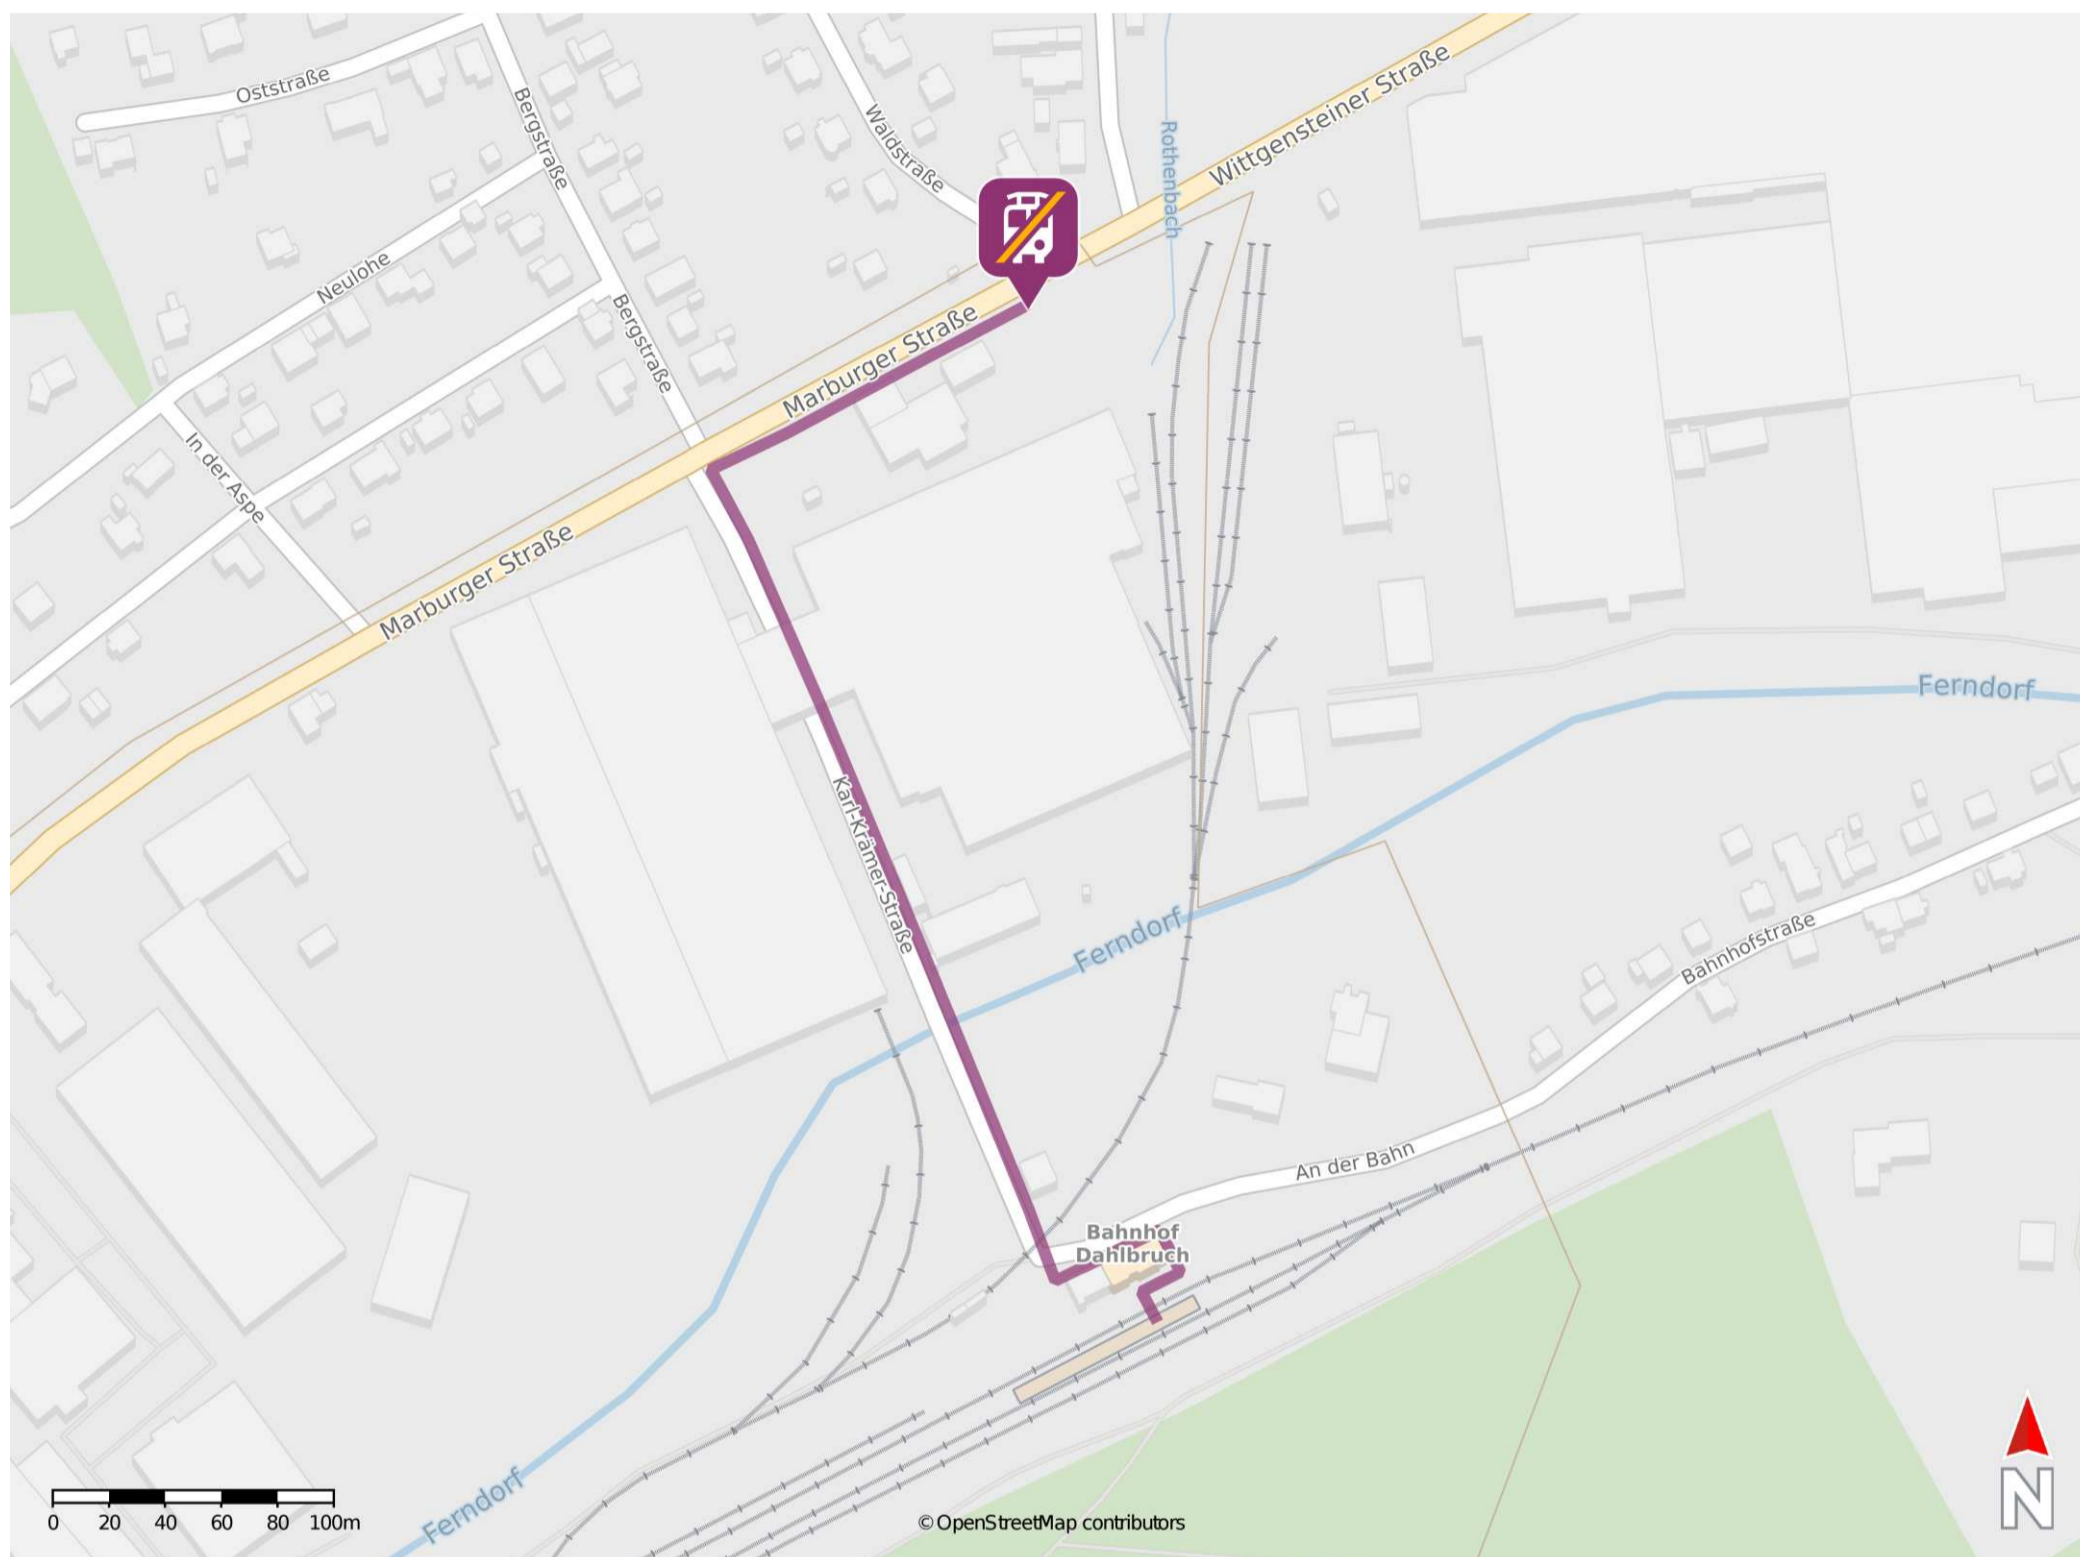 Oststraße
Bergstraße
Waldstraße
Rothenbach
Wittgensteiner Straße
Neulohe
Bergstraße
Marburger Straße
In der Aspe
Marburger Straße
Ferndorf
Karl-Krämer-Straße
Ferndorf
Bahnhofstraße
An der Bahn
Bahnhof
Dahlbruch
Ferndorf
0 20 40 60 80 100m
© OpenStreetMap contributors
N